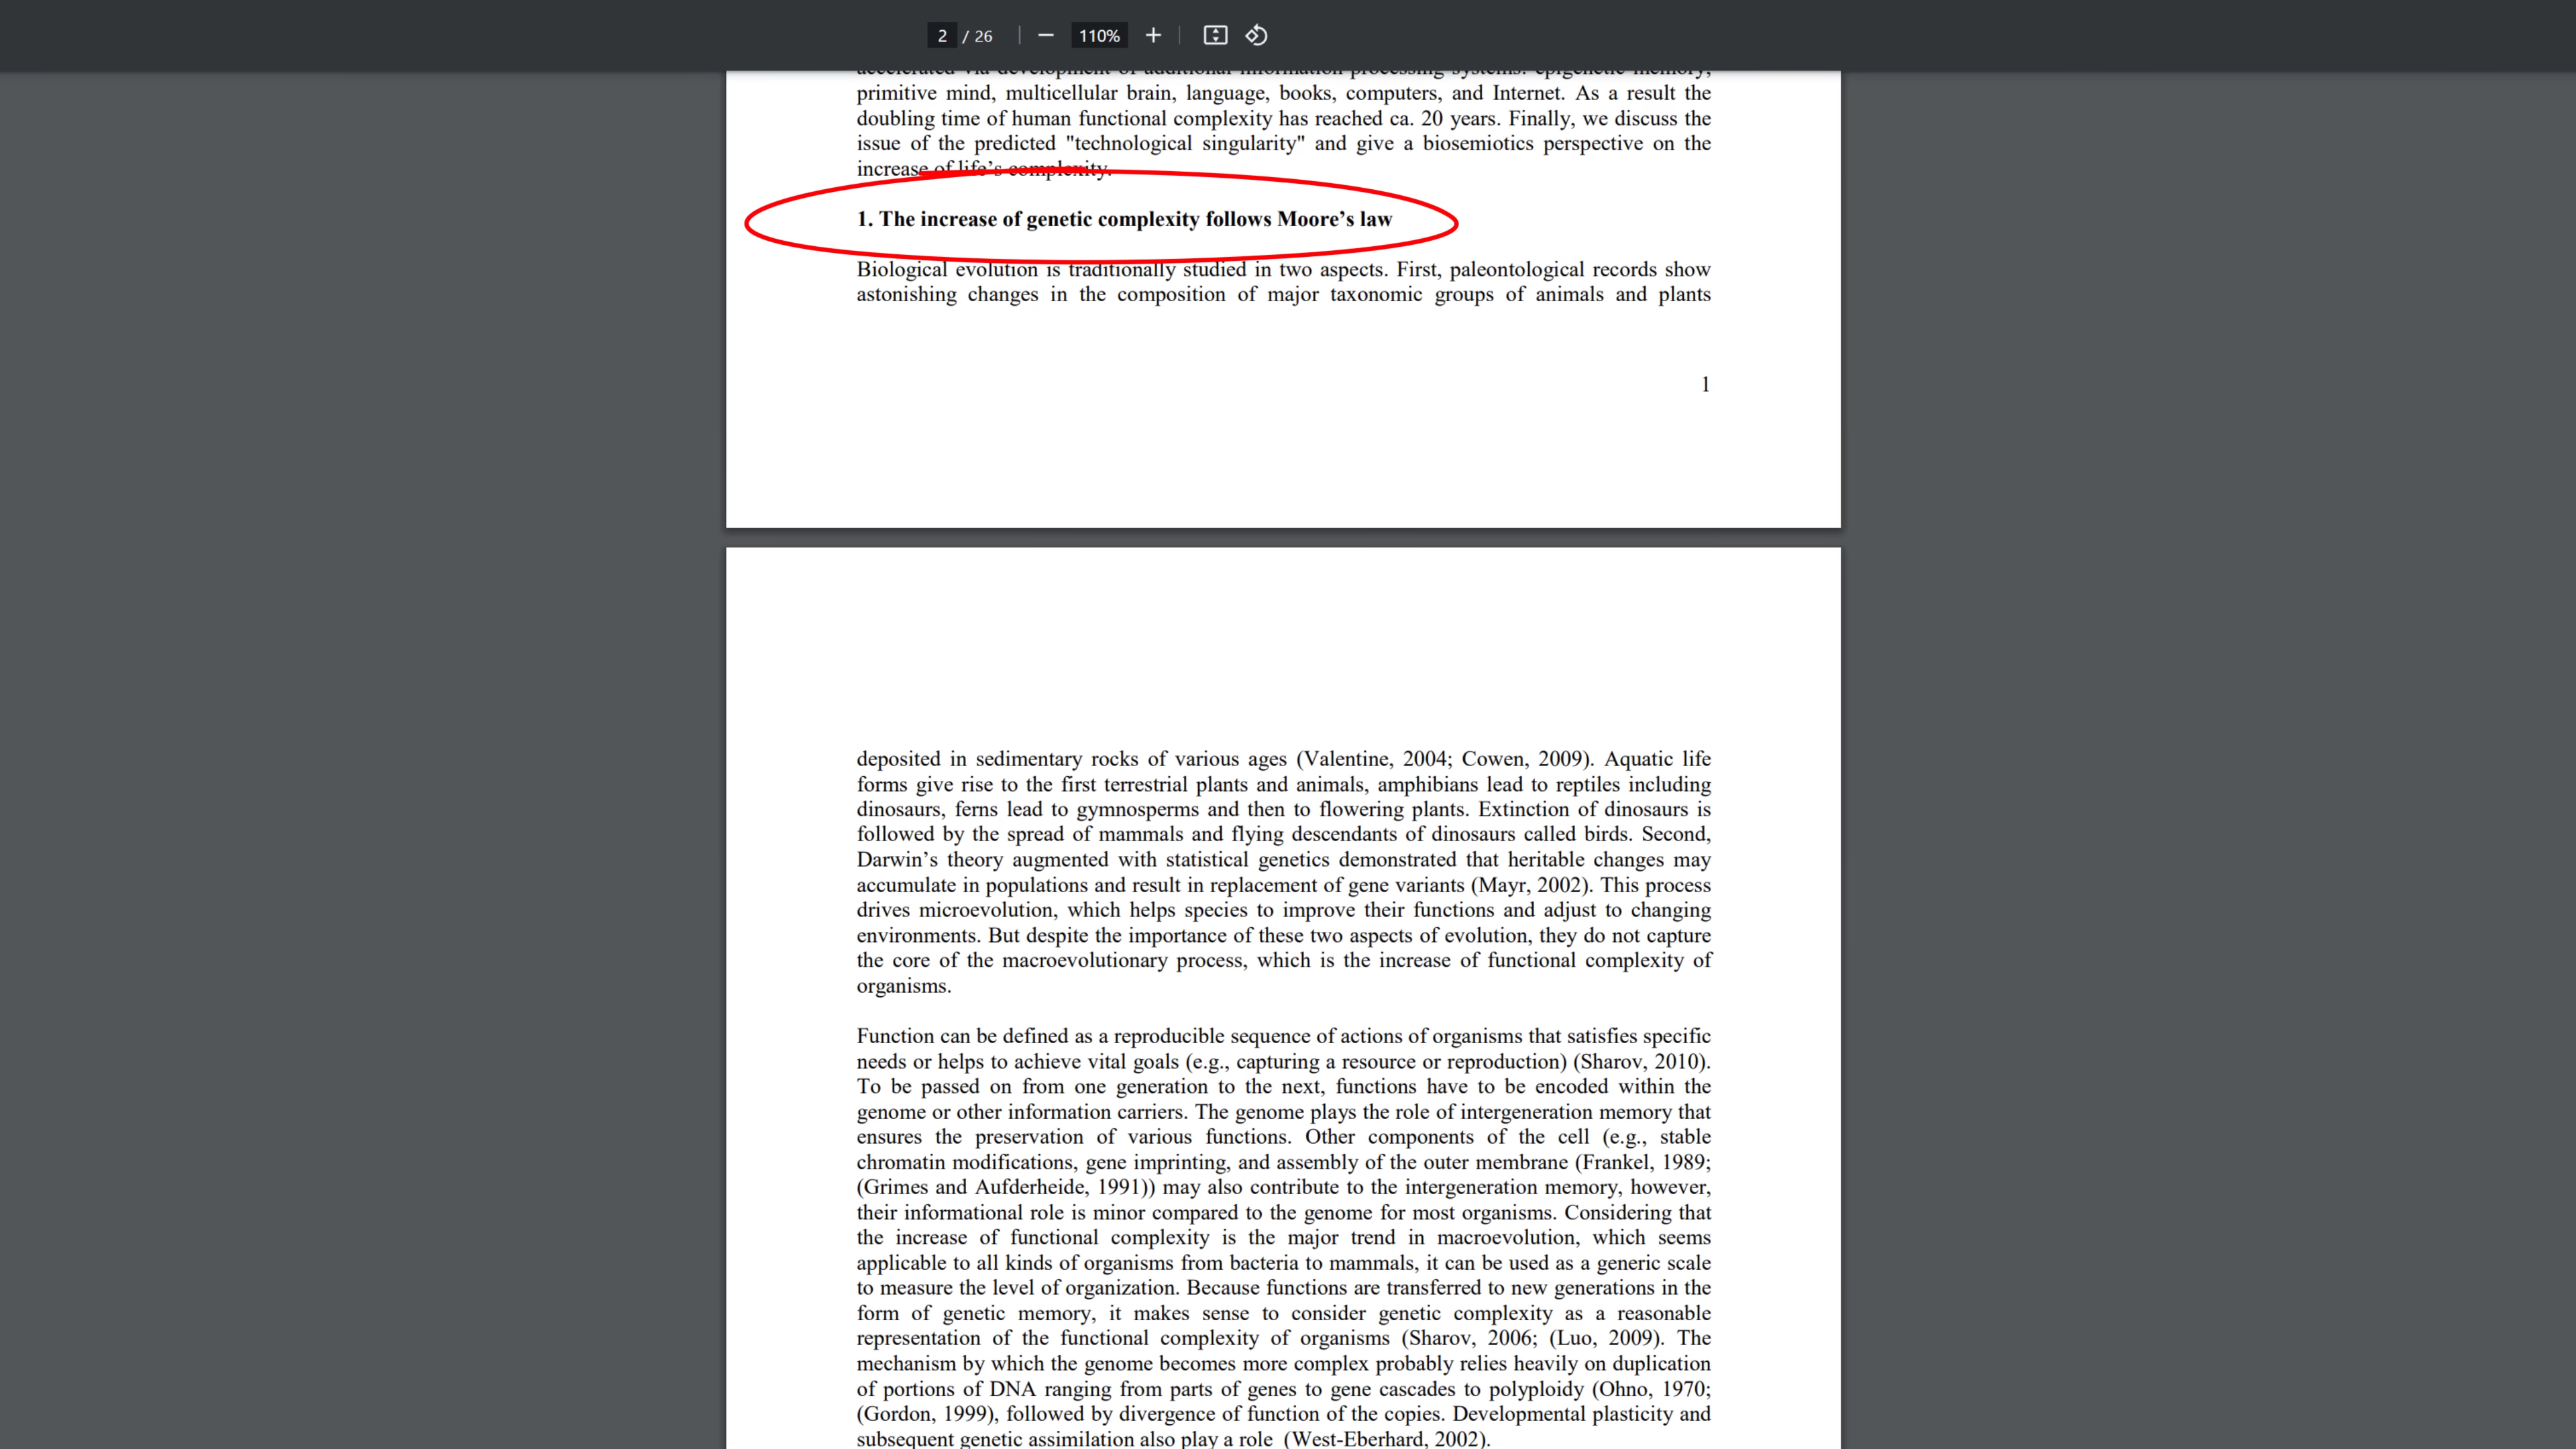 2 / 26 110%
accelerated via development of additional information processing systems: epigenetic memory,
primitive mind, multicellular brain, language, books, computers, and Internet. As a result the
doubling time of human functional complexity has reached ca. 20 years. Finally, we discuss the
issue of the predicted "technological singularity" and give a biosemiotics perspective on the
increase of life’s complexity.
1. The increase of genetic complexity follows Moore’s law
Biological evolution is traditionally studied in two aspects. First, paleontological records show
astonishing changes in the composition of major taxonomic groups of animals and plants
1
deposited in sedimentary rocks of various ages (Valentine, 2004; Cowen, 2009). Aquatic life
forms give rise to the first terrestrial plants and animals, amphibians lead to reptiles including
dinosaurs, ferns lead to gymnosperms and then to flowering plants. Extinction of dinosaurs is
followed by the spread of mammals and flying descendants of dinosaurs called birds. Second,
Darwin’s theory augmented with statistical genetics demonstrated that heritable changes may
accumulate in populations and result in replacement of gene variants (Mayr, 2002). This process
drives microevolution, which helps species to improve their functions and adjust to changing
environments. But despite the importance of these two aspects of evolution, they do not capture
the core of the macroevolutionary process, which is the increase of functional complexity of
organisms.
Function can be defined as a reproducible sequence of actions of organisms that satisfies specific
needs or helps to achieve vital goals (e.g., capturing a resource or reproduction) (Sharov, 2010).
To be passed on from one generation to the next, functions have to be encoded within the
genome or other information carriers. The genome plays the role of intergeneration memory that
ensures the preservation of various functions. Other components of the cell (e.g., stable
chromatin modifications, gene imprinting, and assembly of the outer membrane (Frankel, 1989;
(Grimes and Aufderheide, 1991)) may also contribute to the intergeneration memory, however,
their informational role is minor compared to the genome for most organisms. Considering that
the increase of functional complexity is the major trend in macroevolution, which seems
applicable to all kinds of organisms from bacteria to mammals, it can be used as a generic scale
to measure the level of organization. Because functions are transferred to new generations in the
form of genetic memory, it makes sense to consider genetic complexity as a reasonable
representation of the functional complexity of organisms (Sharov, 2006; (Luo, 2009). The
mechanism by which the genome becomes more complex probably relies heavily on duplication
of portions of DNA ranging from parts of genes to gene cascades to polyploidy (Ohno, 1970;
(Gordon, 1999), followed by divergence of function of the copies. Developmental plasticity and
subsequent genetic assimilation also play a role (West-Eberhard, 2002).